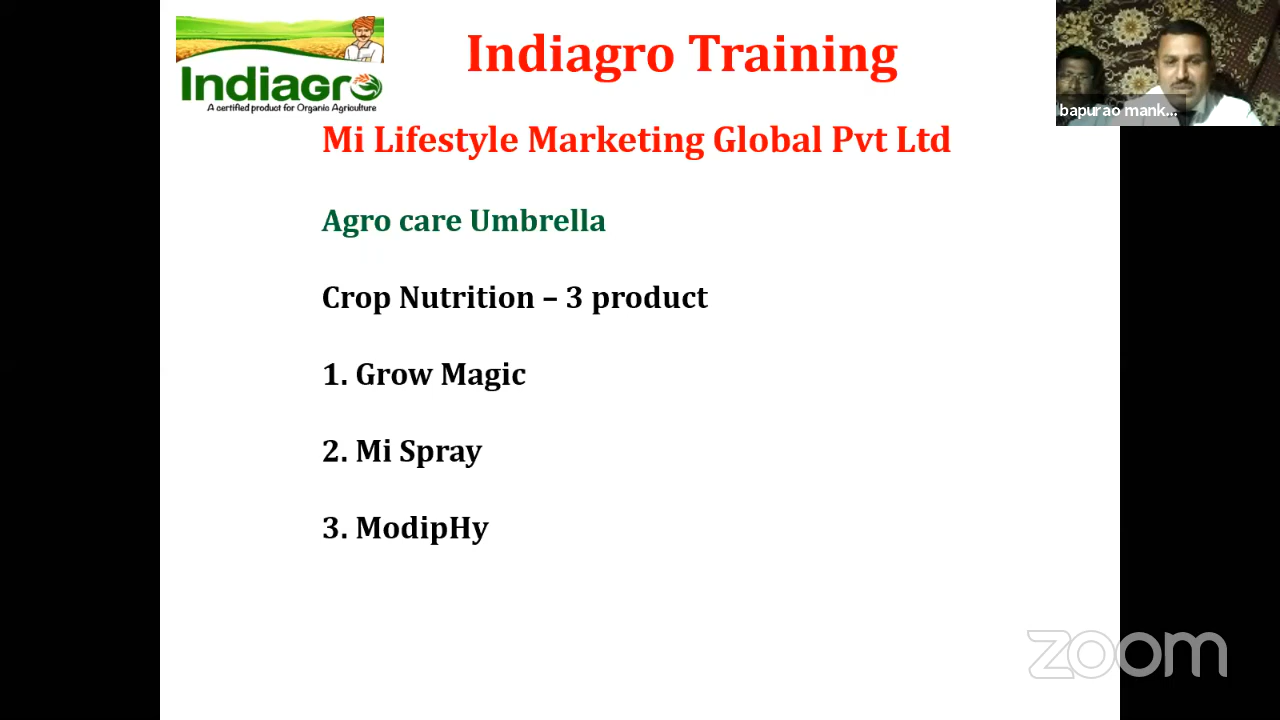 Indiagro
A certified product for Organic Agriculture
Indiagro Training
bapurao mank...
Mi Lifestyle Marketing Global Pvt Ltd
Agro care Umbrella
Crop Nutrition – 3 product
1. Grow Magic
2. Mi Spray
3. ModipHy
zoom